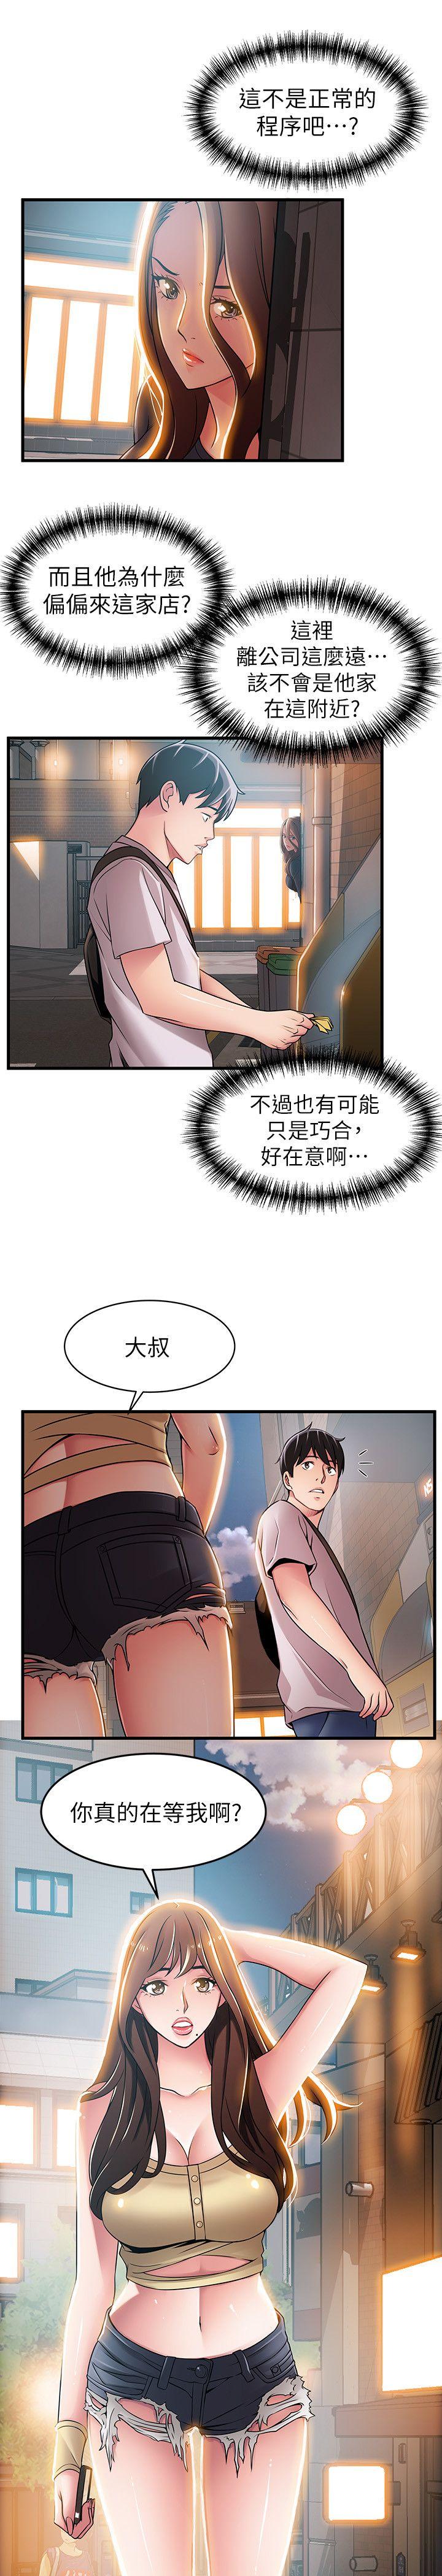 這不是正常的
程序吧⋯?
而且他為什麼
偏偏來這家店?
這裡
離公司這麼遠⋯
該不會是他家
在這附近?
不過也有可能
只是巧合,
好在意啊⋯
大叔
你真的在等我啊?